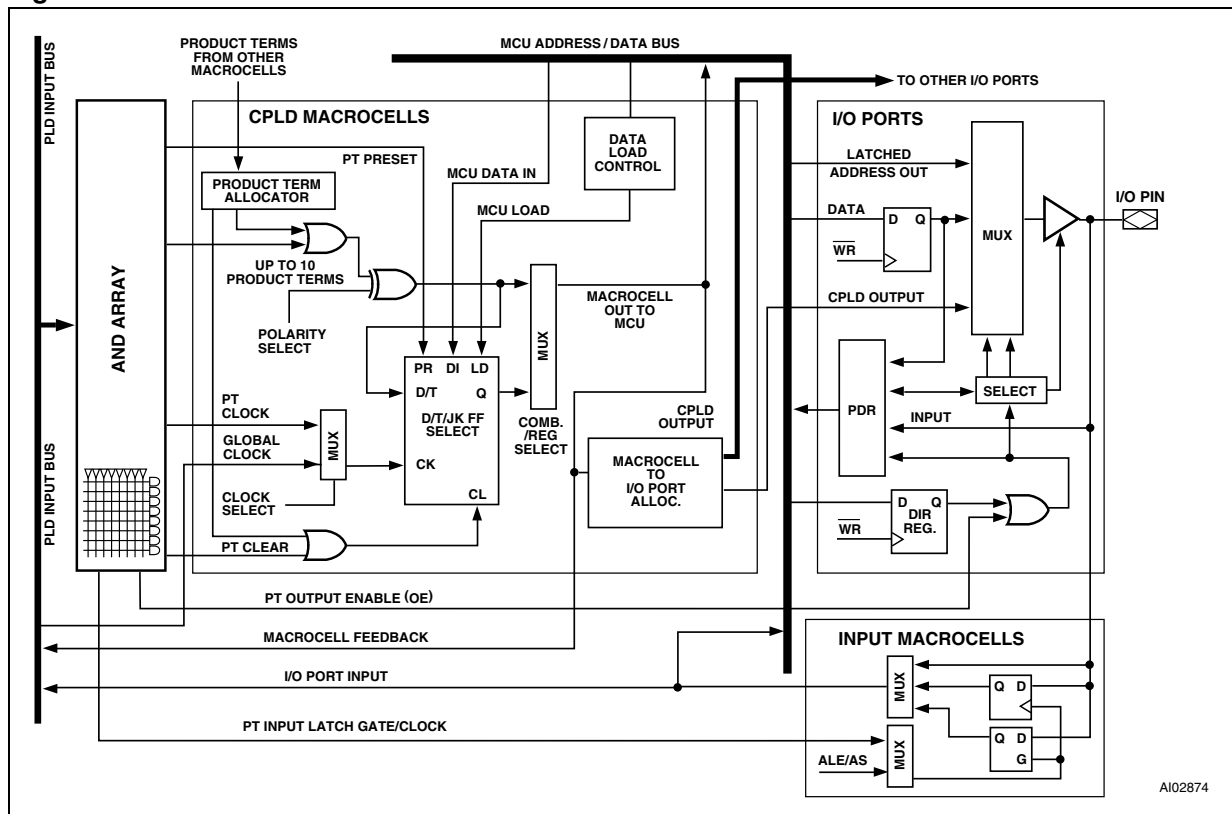 PLD INPUT BUS
PRODUCT TERMS
FROM OTHER
MACROCELLS
MCU ADDRESS / DATA BUS
TO OTHER I/O PORTS
CPLD MACROCELLS
I/O PORTS
PT PRESET
MCU DATA IN
DATA
LOAD
CONTROL
LATCHED
ADDRESS OUT
I/O PIN
PRODUCT TERM
ALLOCATOR
MCU LOAD
DATA
D Q
MUX
WR
UP TO 10
PRODUCT TERMS
AND ARRAY
POLARITY
SELECT
MUX
MACROCELL
OUT TO
MCU
CPLD OUTPUT
PR DI LD
D/T Q
D/T/JK FF
SELECT
CK
CL
COMB.
/REG
SELECT
CPLD
OUTPUT
PDR
SELECT
INPUT
PT
CLOCK
GLOBAL
CLOCK
MUX
CLOCK
SELECT
MACROCELL
TO
I/O PORT
ALLOC.
PLD INPUT BUS
D Q
DIR
REG.
WR
PT CLEAR
PT OUTPUT ENABLE (OE)
MACROCELL FEEDBACK
INPUT MACROCELLS
I/O PORT INPUT
MUX
Q D
PT INPUT LATCH GATE/CLOCK
MUX
Q D
G
ALE/AS
AI02874